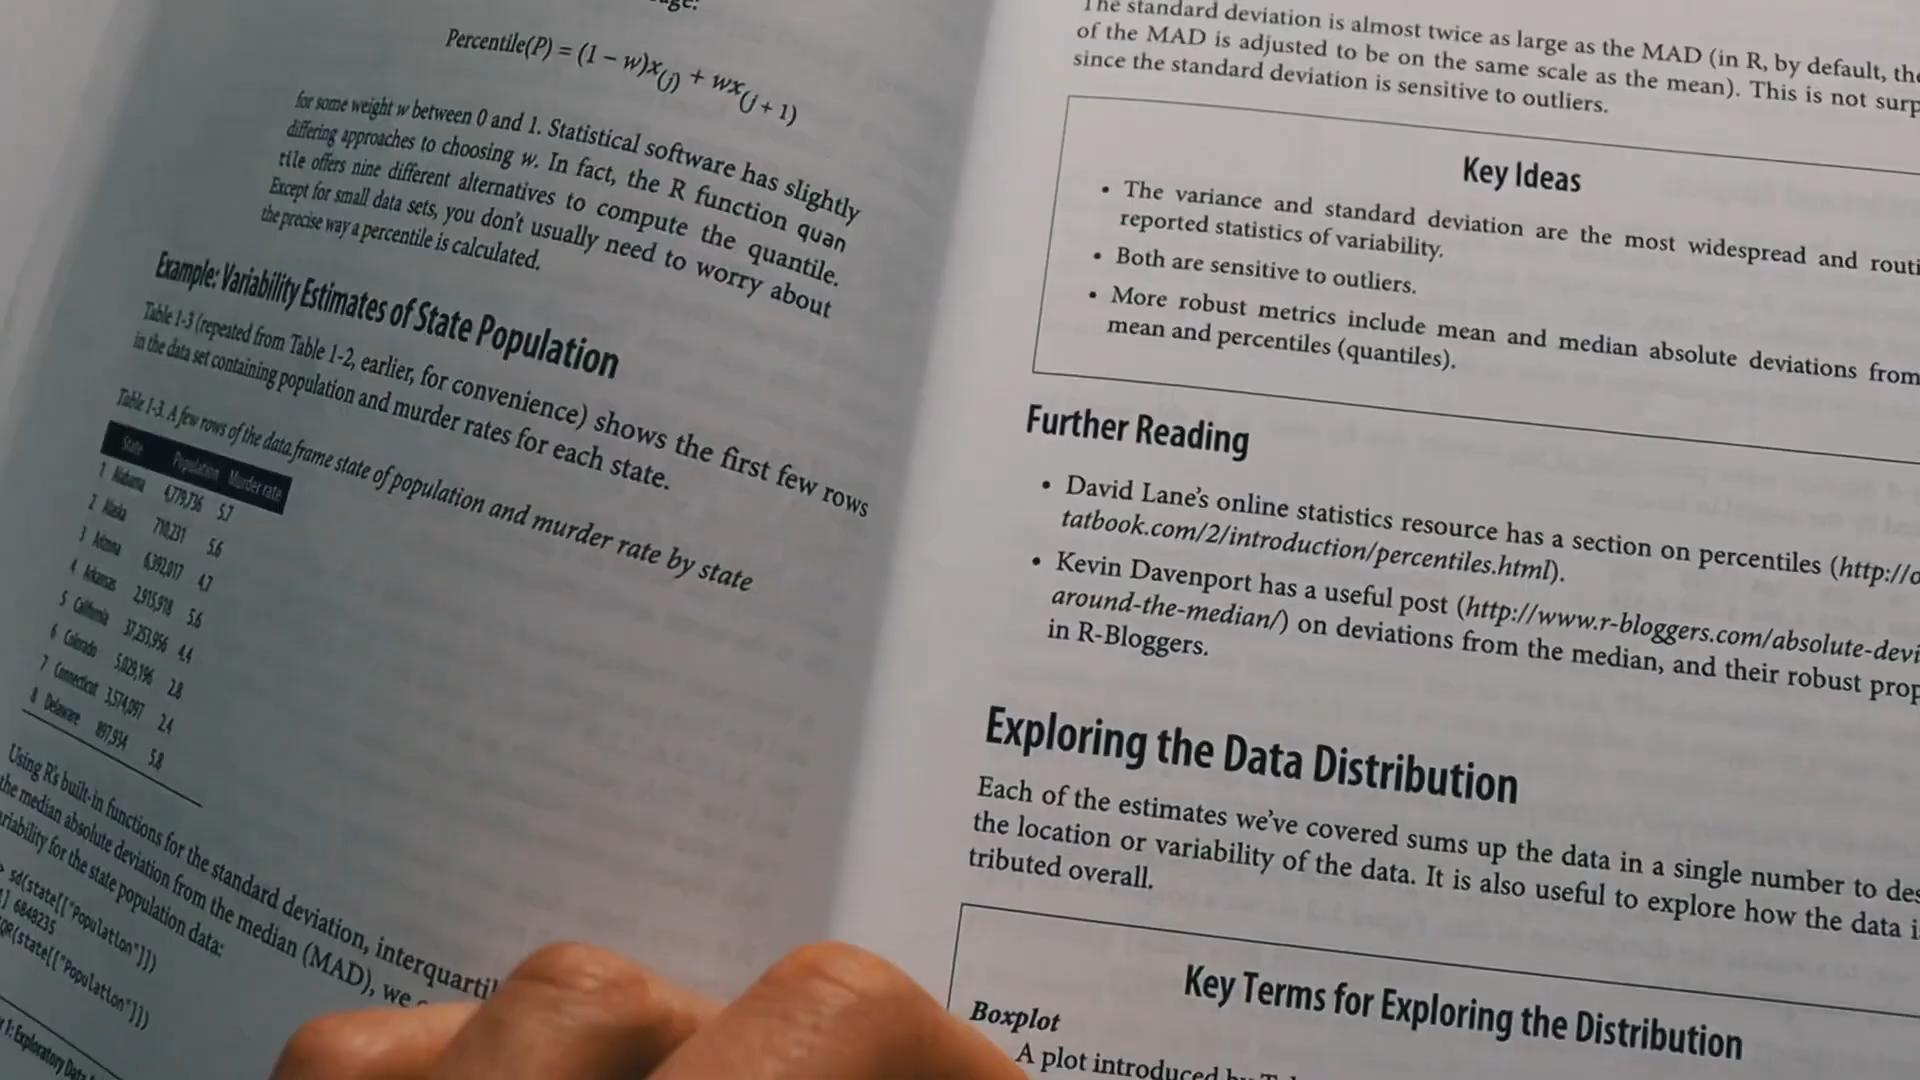 Percentile(P) = (1 − w)x(j) + wx(j + 1)
for some weight w between 0 and 1. Statistical software has slightly
differing approaches to choosing w. In fact, the R function quan
tile offers nine different alternatives to compute the quantile.
Except for small data sets, you don't usually need to worry about
the precise way a percentile is calculated.
Example: Variability Estimates of State Population
Table 1-3 (repeated from Table 1-2, earlier, for convenience) shows the first few rows
in the data set containing population and murder rates for each state.
Table 1-3. A few rows of the data.frame state of population and murder rate by state
State Population Murder rate
1 Alabama 4,779,736 5.7
2 Alaska 710,231 5.6
3 Arizona 6,392,017 4.7
4 Arkansas 2,915,918 5.6
5 California 37,253,956 4.4
6 Colorado 5,029,196 2.8
7 Connecticut 3,574,097 2.4
8 Delaware 897,934 5.8
Using R's built-in functions for the standard deviation, interquartil
the median absolute deviation from the median (MAD), we
riability for the state population data:
> sd(state[["Population"]])
] 6848235
QR(state[["Population"]])
1: Exploratory Data
The standard deviation is almost twice as large as the MAD (in R, by default, the
of the MAD is adjusted to be on the same scale as the mean). This is not surp
since the standard deviation is sensitive to outliers.
Key Ideas
• The variance and standard deviation are the most widespread and routi
reported statistics of variability.
• Both are sensitive to outliers.
• More robust metrics include mean and median absolute deviations from
mean and percentiles (quantiles).
Further Reading
• David Lane's online statistics resource has a section on percentiles (http://o
tatbook.com/2/introduction/percentiles.html).
• Kevin Davenport has a useful post (http://www.r-bloggers.com/absolute-devi
around-the-median/) on deviations from the median, and their robust prop
in R-Bloggers.
Exploring the Data Distribution
Each of the estimates we've covered sums up the data in a single number to des
the location or variability of the data. It is also useful to explore how the data i
tributed overall.
Key Terms for Exploring the Distribution
Boxplot
A plot introduced by